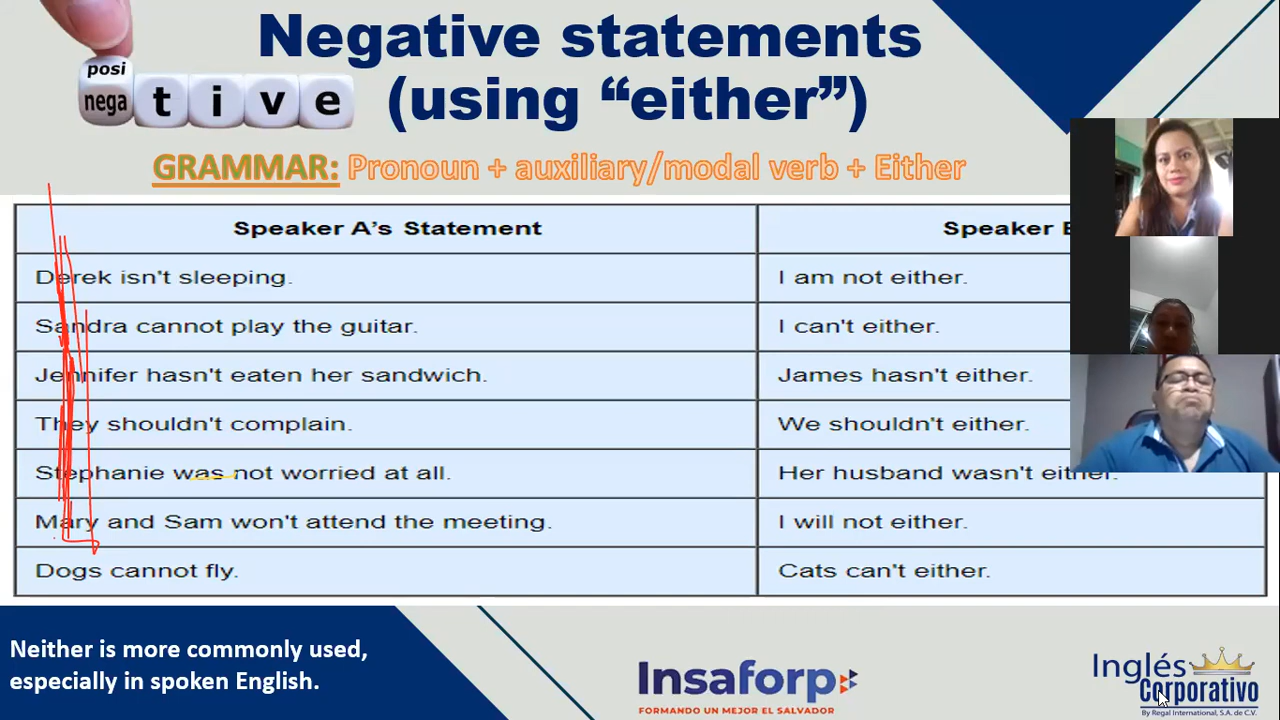 Negative statements
(using “either”)
posi
nega t i v e
GRAMMAR: Pronoun + auxiliary/modal verb + Either
Speaker A's Statement Speaker
Derek isn't sleeping. I am not either.
Sandra cannot play the guitar. I can't either.
Jennifer hasn't eaten her sandwich. James hasn't either.
They shouldn't complain. We shouldn't either.
Stephanie was not worried at all. Her husband wasn't either.
Mary and Sam won't attend the meeting. I will not either.
Dogs cannot fly. Cats can't either.
Neither is more commonly used,
especially in spoken English.
Insaforp
FORMANDO UN MEJOR EL SALVADOR
Inglés
Corporativo
By Regal International, S.A. de C.V.